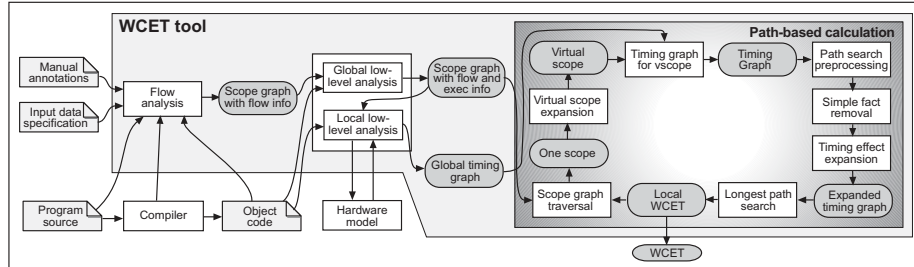 WCET tool
Path-based calculation
Manual
annotations
Input data
specification
Program
source
Flow
analysis
Compiler
Scope graph
with flow info
Object
code
Global low-
level analysis
Local low-
level analysis
Hardware
model
Scope graph
with flow and
exec info
Global timing
graph
Virtual
scope
Timing graph
for vscope
Timing
Graph
Path search
preprocessing
Virtual scope
expansion
Simple fact
removal
One scope
Timing effect
expansion
Scope graph
traversal
Local
WCET
Longest path
search
Expanded
timing graph
WCET